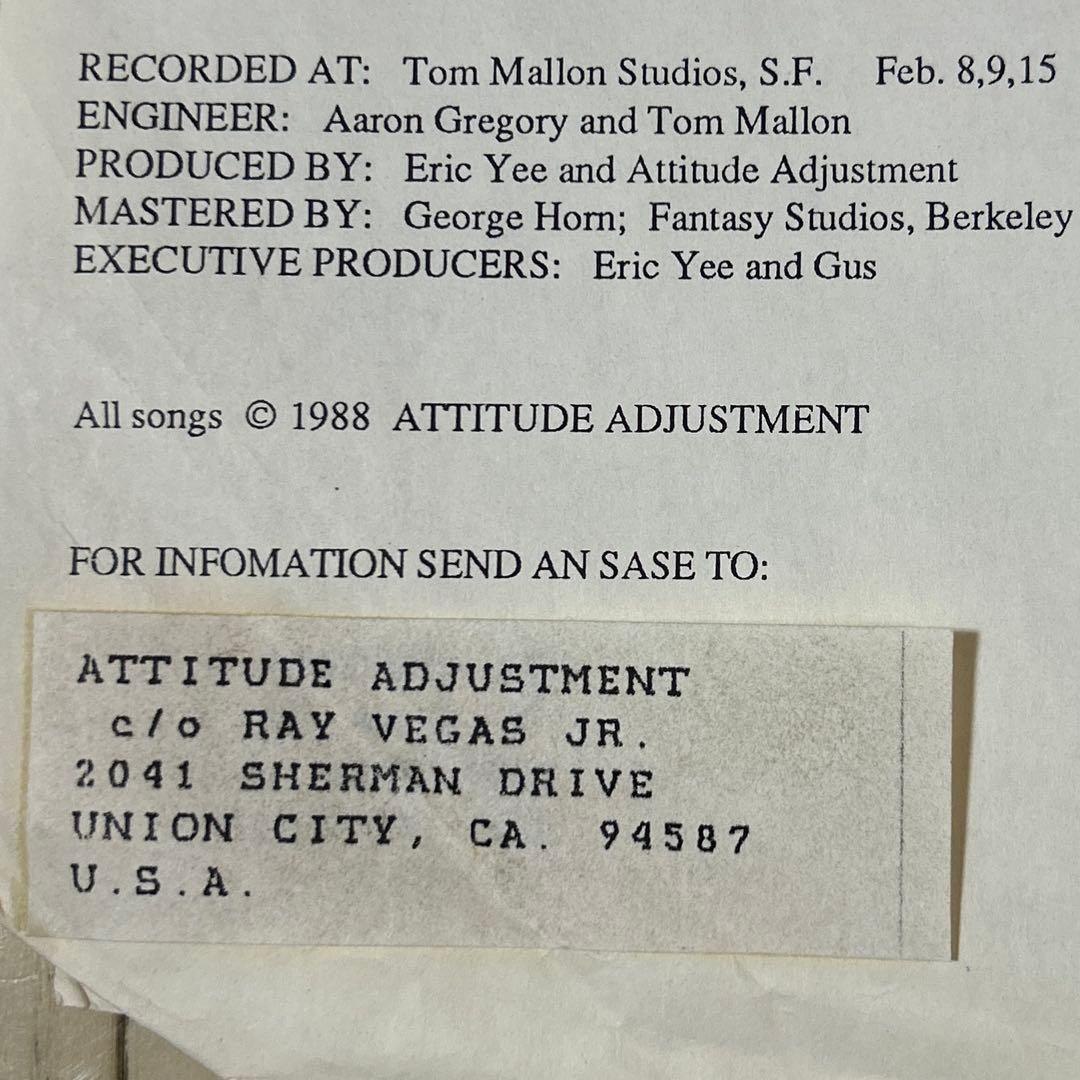 RECORDED AT: Tom Mallon Studios, S.F. Feb. 8,9,15
ENGINEER: Aaron Gregory and Tom Mallon
PRODUCED BY: Eric Yee and Attitude Adjustment
MASTERED BY: George Horn; Fantasy Studios, Berkeley
EXECUTIVE PRODUCERS: Eric Yee and Gus
All songs © 1988 ATTITUDE ADJUSTMENT
FOR INFOMATION SEND AN SASE TO:
ATTITUDE ADJUSTMENT
c/o RAY VEGAS JR.
2041 SHERMAN DRIVE
UNION CITY, CA. 94587
U.S.A.